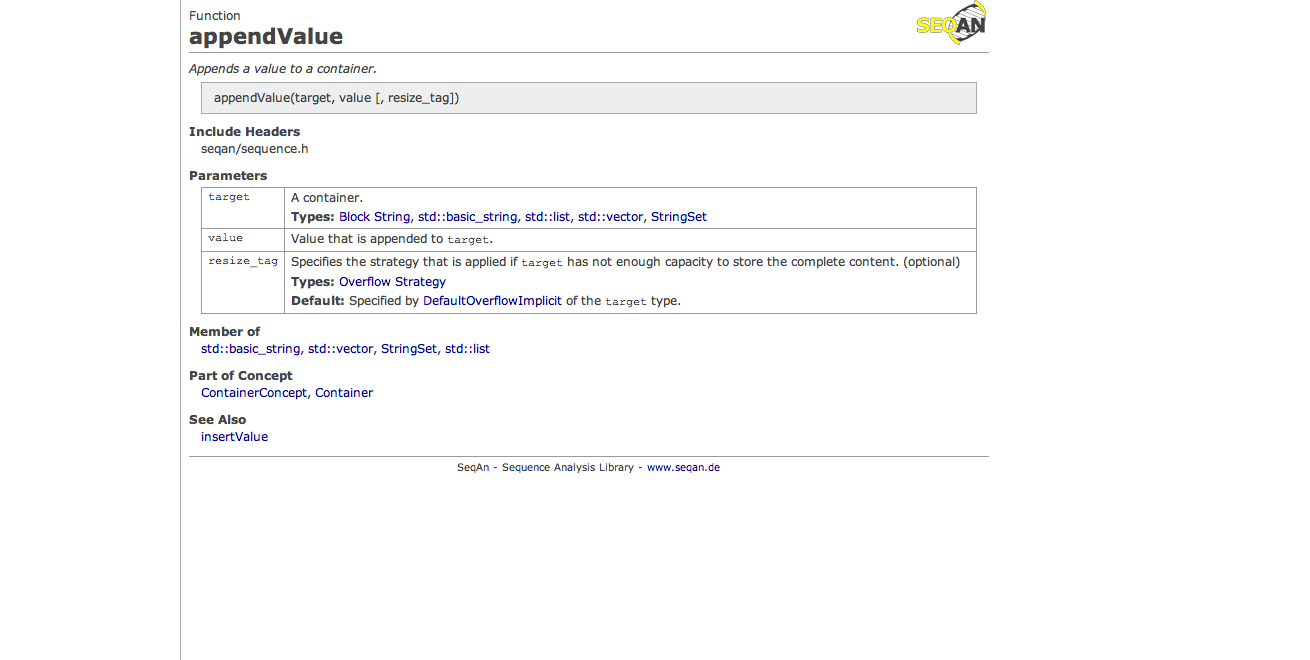 Function
SEQAN
appendValue
Appends a value to a container.
appendValue(target, value [, resize_tag])
Include Headers
seqan/sequence.h
Parameters
target
A container.
Types: Block String, std::basic_string, std::list, std::vector, StringSet
value
Value that is appended to target.
resize_tag
Specifies the strategy that is applied if target has not enough capacity to store the complete content. (optional)
Types: Overflow Strategy
Default: Specified by DefaultOverflowImplicit of the target type.
Member of
std::basic_string, std::vector, StringSet, std::list
Part of Concept
ContainerConcept, Container
See Also
insertValue
SeqAn - Sequence Analysis Library - www.seqan.de